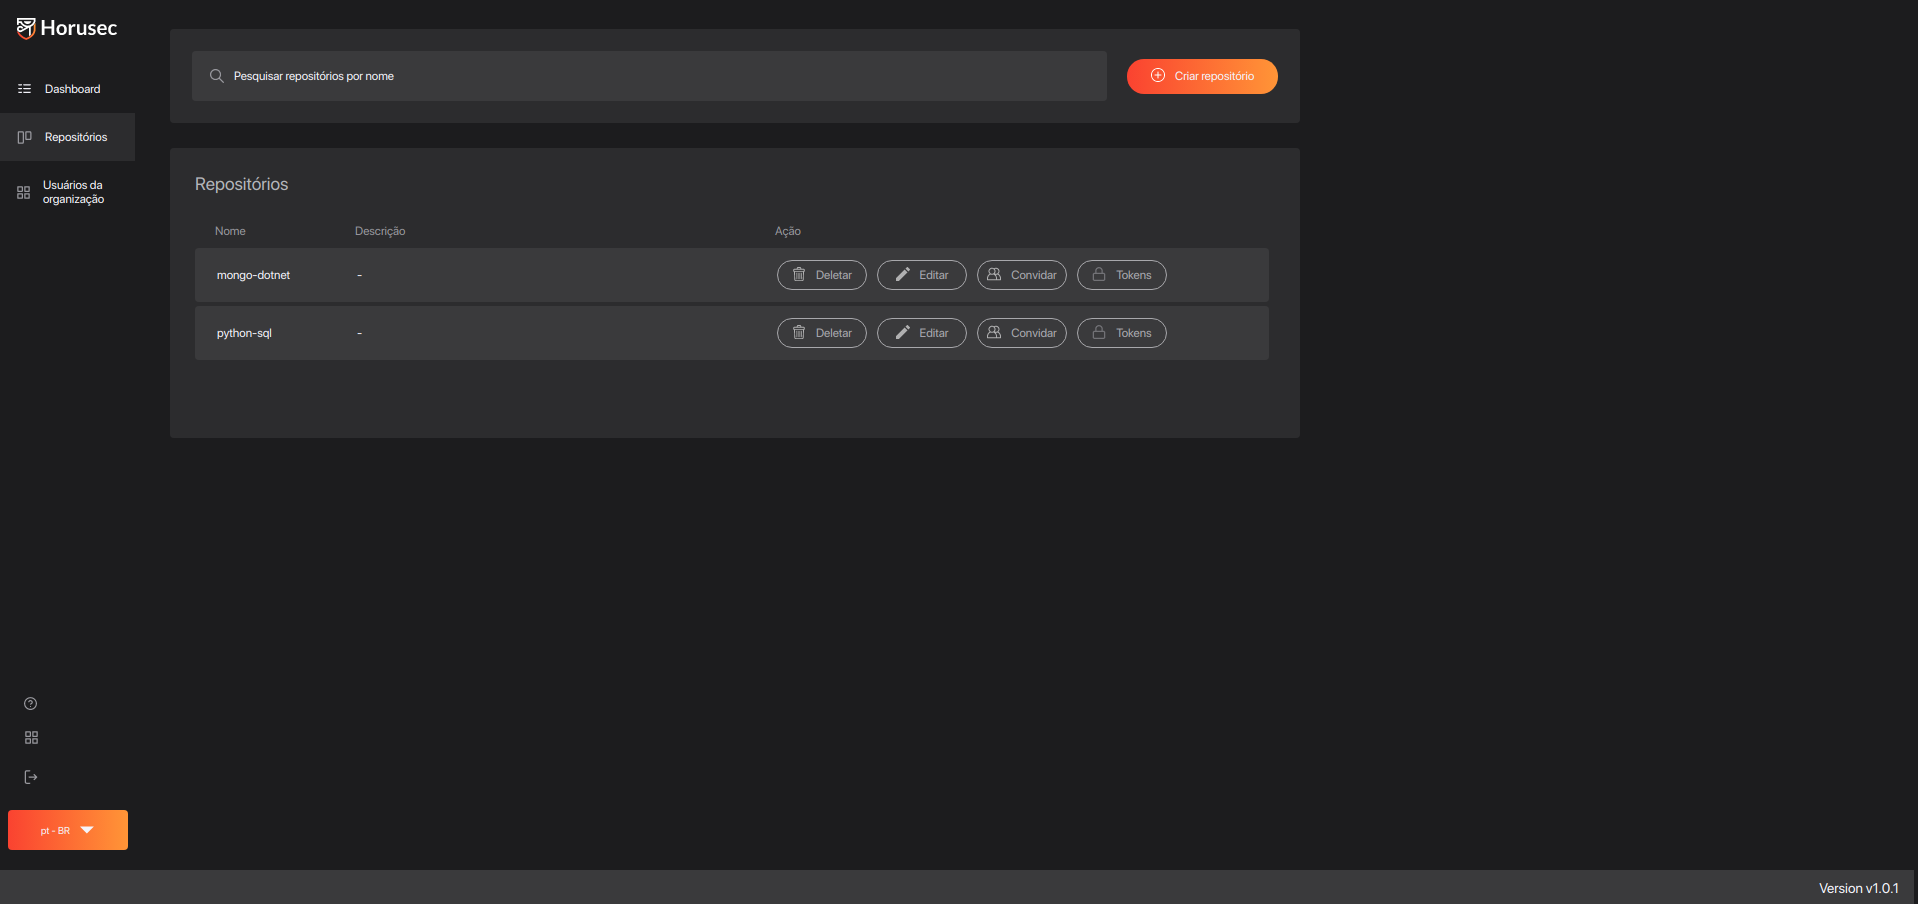 Horusec
Dashboard
Repositórios
Usuários da
organização
Pesquisar repositórios por nome
Criar repositório
Repositórios
Nome Descrição Ação
mongo-dotnet - Deletar Editar Convidar Tokens
python-sql - Deletar Editar Convidar Tokens
pt - BR
Version v1.0.1